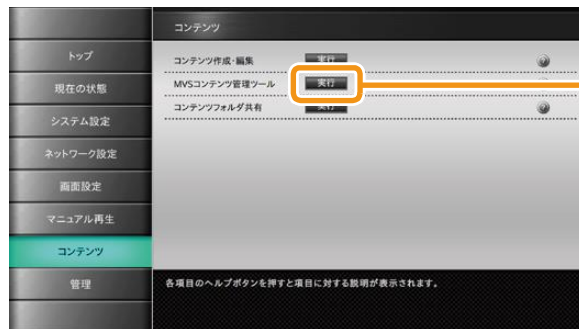 コンテンツ
トップ
現在の状態
システム設定
ネットワーク設定
画面設定
マニュアル再生
コンテンツ
管理
コンテンツ作成・編集 実行
MVSコンテンツ管理ツール 実行
コンテンツフォルダ共有 実行
各項目のヘルプボタンを押すと項目に対する説明が表示されます。